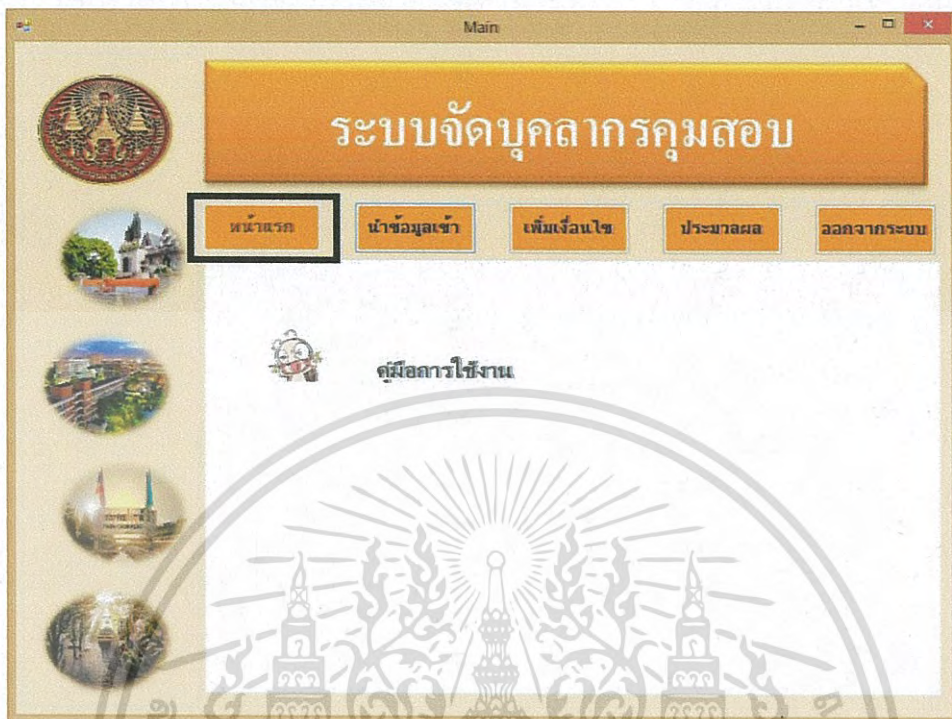 Main
ระบบจัดบุคลากรคุมสอบ
หน้าแรก นำข้อมูลเข้า เพิ่มเงื่อนไข ประมวลผล ออกจากระบบ
คู่มือการใช้งาน